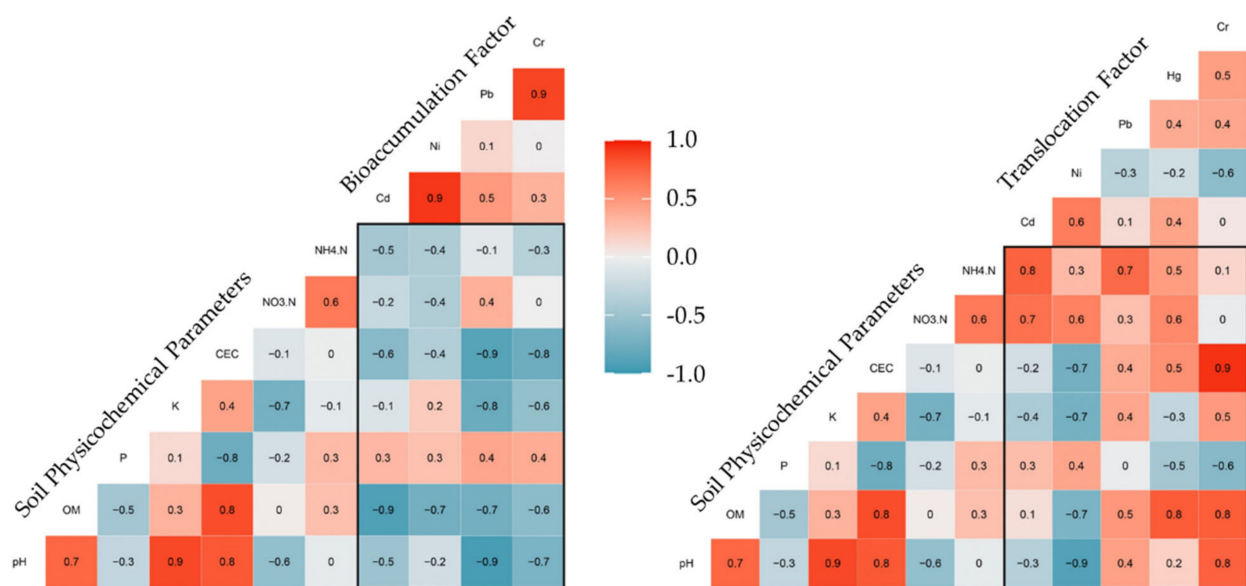 Soil Physicochemical Parameters
Bioaccumulation Factor
Cr
Pb 0.9
Ni 0.1 0
Cd 0.9 0.5 0.3
NH4.N −0.5 −0.4 −0.1 −0.3
NO3.N 0.6 −0.2 −0.4 0.4 0
CEC −0.1 0 −0.6 −0.4 −0.9 −0.8
K 0.4 −0.7 −0.1 −0.1 0.2 −0.8 −0.6
P 0.1 −0.8 −0.2 0.3 0.3 0.3 0.4 0.4
OM −0.5 0.3 0.8 0 0.3 −0.9 −0.7 −0.7 −0.6
pH 0.7 −0.3 0.9 0.8 −0.6 0 −0.5 −0.2 −0.9 −0.7
1.0
0.5
0.0
-0.5
-1.0
Soil Physicochemical Parameters
Translocation Factor
Cr
Hg 0.5
Pb 0.4 0.4
Ni −0.3 −0.2 −0.6
Cd 0.6 0.1 0.4 0
NH4.N 0.8 0.3 0.7 0.5 0.1
NO3.N 0.6 0.7 0.6 0.3 0.6 0
CEC −0.1 0 −0.2 −0.7 0.4 0.5 0.9
K 0.4 −0.7 −0.1 −0.4 −0.7 0.4 −0.3 0.5
P 0.1 −0.8 −0.2 0.3 0.3 0.4 0 −0.5 −0.6
OM −0.5 0.3 0.8 0 0.3 0.1 −0.7 0.5 0.8 0.8
pH 0.7 −0.3 0.9 0.8 −0.6 0 −0.3 −0.9 0.4 0.2 0.8